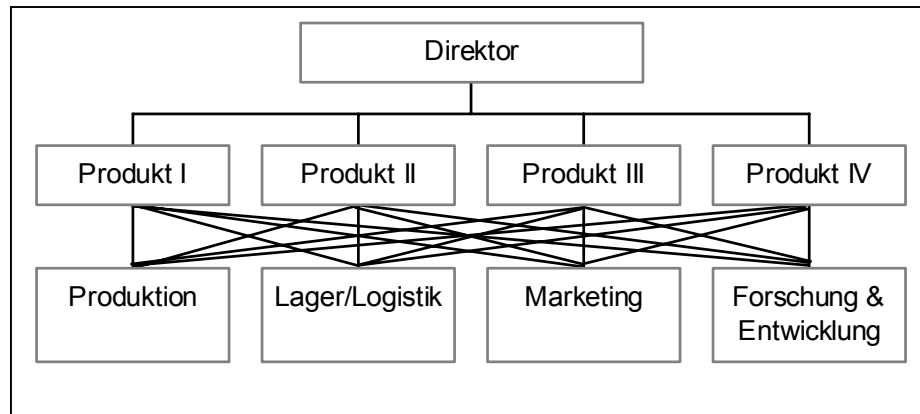 Direktor
Produkt I
Produkt II
Produkt III
Produkt IV
Produktion
Lager/Logistik
Marketing
Forschung &
Entwicklung